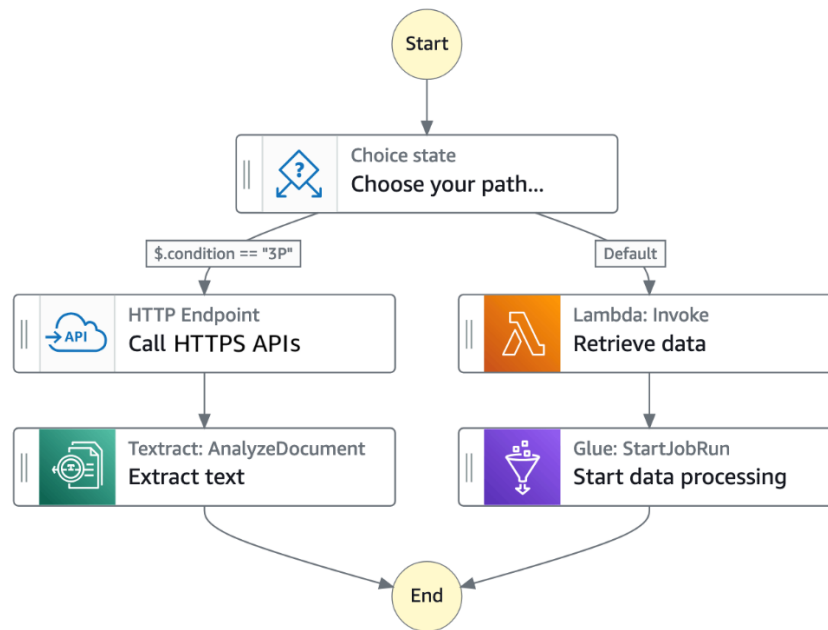 Start
Choice state
?
Choose your path...
$.condition == "3P"
Default
HTTP Endpoint
API
Call HTTPS APIs
Lambda: Invoke
Retrieve data
Textract: AnalyzeDocument
Extract text
Glue: StartJobRun
Start data processing
End